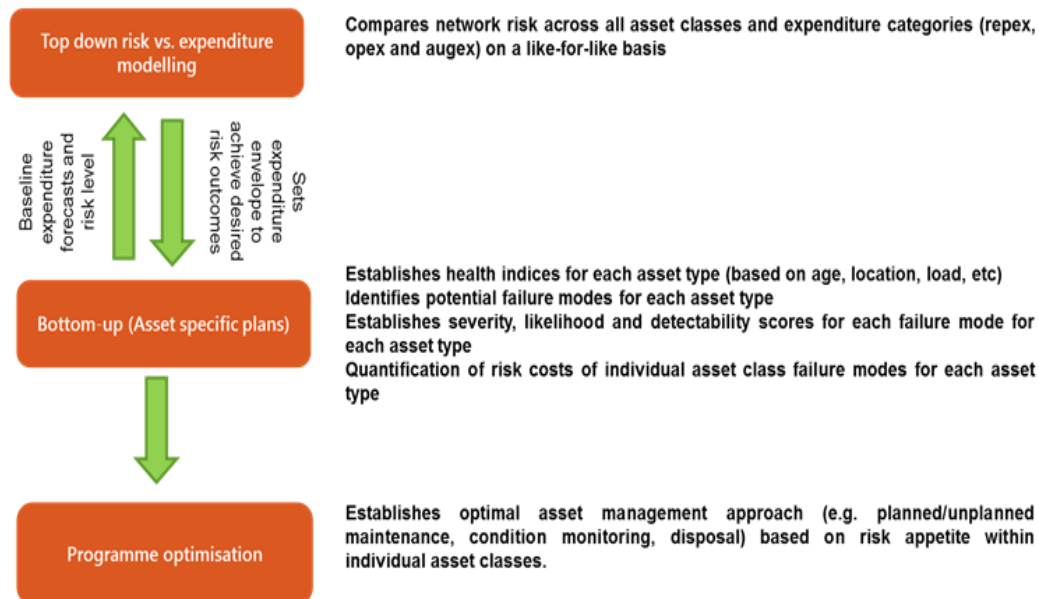 Top down risk vs. expenditure
modelling
Compares network risk across all asset classes and expenditure categories (repex,
opex and augex) on a like-for-like basis
Baseline
expenditure
forecasts and
risk level
Sets
expenditure
envelope to
achieve desired
risk outcomes
Bottom-up (Asset specific plans)
Establishes health indices for each asset type (based on age, location, load, etc)
Identifies potential failure modes for each asset type
Establishes severity, likelihood and detectability scores for each failure mode for
each asset type
Quantification of risk costs of individual asset class failure modes for each asset
type
Programme optimisation
Establishes optimal asset management approach (e.g. planned/unplanned
maintenance, condition monitoring, disposal) based on risk appetite within
individual asset classes.